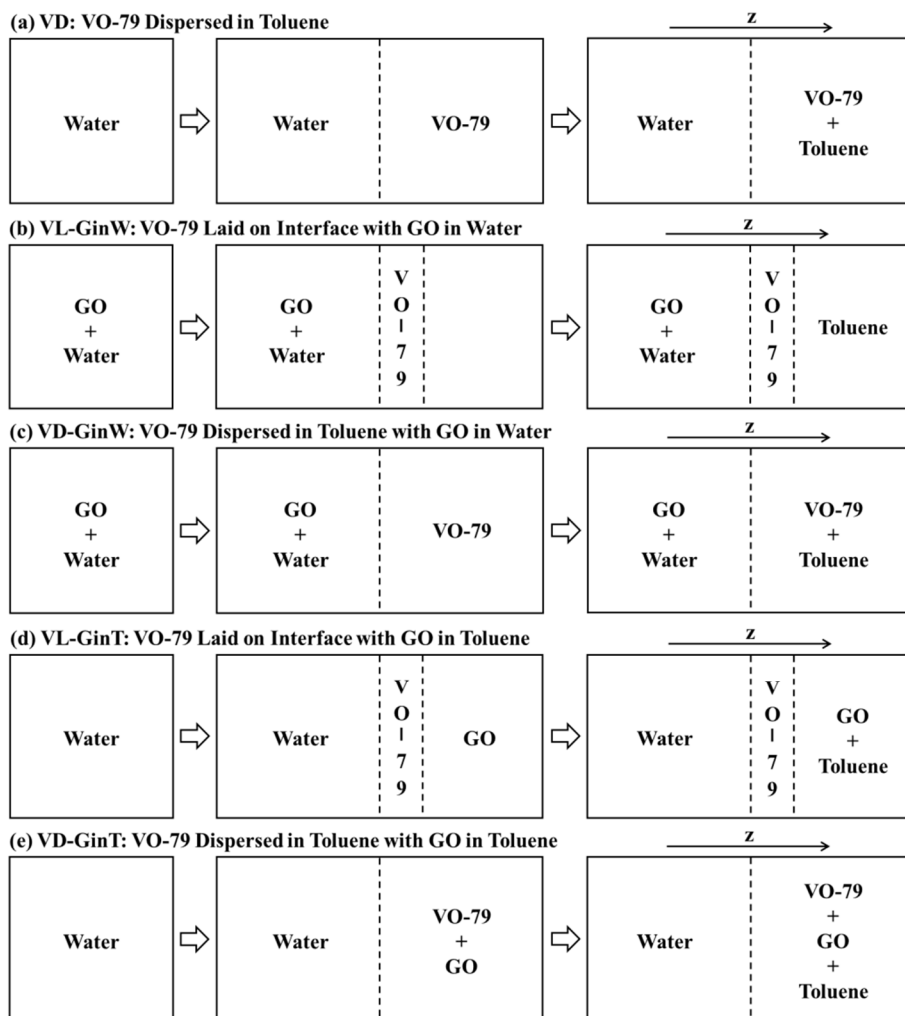 (a) VD: VO-79 Dispersed in Toluene
z
Water
Water
VO-79
Water
VO-79
+
Toluene
(b) VL-GinW: VO-79 Laid on Interface with GO in Water
z
GO
+
Water
GO
+
Water
V
O
-
7
9
GO
+
Water
V
O
-
7
9
Toluene
(c) VD-GinW: VO-79 Dispersed in Toluene with GO in Water
z
GO
+
Water
GO
+
Water
VO-79
GO
+
Water
VO-79
+
Toluene
(d) VL-GinT: VO-79 Laid on Interface with GO in Toluene
z
Water
Water
V
O
-
7
9
GO
Water
V
O
-
7
9
GO
+
Toluene
(e) VD-GinT: VO-79 Dispersed in Toluene with GO in Toluene
z
Water
Water
VO-79
+
GO
Water
VO-79
+
GO
+
Toluene